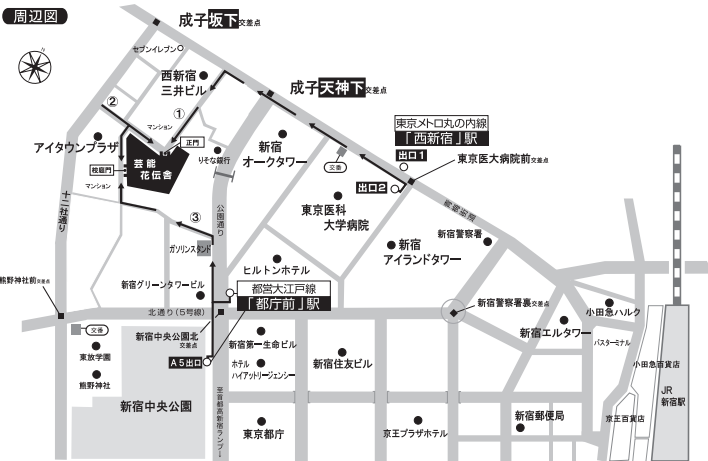 周辺図
N
成子坂下交差点
セブンイレブン
西新宿
三井ビル
成子天神下交差点
②
①
マンション
正門
アイタウンプラザ
芸能
花伝舎
桜庭門
マンション
りそな銀行
新宿
オークタワー
東京メトロ丸の内線
「西新宿」駅
出口1
交番
出口2
東京医大病院前交差点
東京医科
大学病院
十二社通り
公園通り
③
ガソリンスタンド
青梅街道
新宿警察署
新宿
アイランドタワー
ヒルトンホテル
熊野神社前交差点
新宿グリーンタワービル
都営大江戸線
「都庁前」駅
新宿警察署裏交差点
小田急ハルク
北通り(5号線)
新宿エルタワー
バスターミナル
交番
新宿中央公園北
交差点
新宿第一生命ビル
東放学園
A5出口
ホテル
ハイアットリージェンシー
新宿住友ビル
小田急百貨店
熊野神社
JR
新宿駅
新宿中央公園
至首都高新宿ランプ→
東京都庁
京王プラザホテル
新宿郵便局
京王百貨店